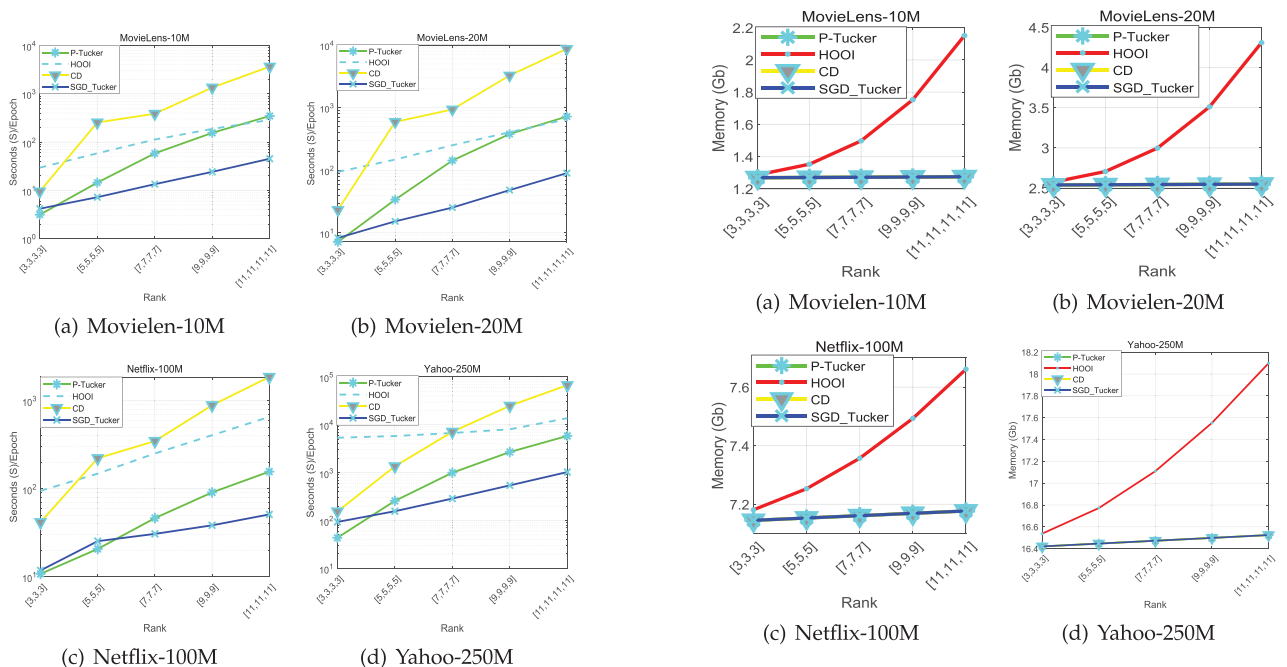 MovieLens-10M
10^4
10^3
10^2
10^1
10^0
Seconds (S)/Epoch
P-Tucker
HOOI
CD
SGD_Tucker
[3,3,3,3]
[5,5,5,5]
[7,7,7,7]
[9,9,9,9]
[11,11,11,11]
Rank
(a) Movielen-10M
MovieLens-20M
10^4
10^3
10^2
10^1
Seconds (S)/Epoch
P-Tucker
HOOI
CD
SGD_Tucker
[3,3,3,3]
[5,5,5,5]
[7,7,7,7]
[9,9,9,9]
[11,11,11,11]
Rank
(b) Movielen-20M
Netflix-100M
10^3
10^2
10^1
Seconds (S)/Epoch
P-Tucker
HOOI
CD
SGD_Tucker
[3,3,3]
[5,5,5]
[7,7,7]
[9,9,9]
[11,11,11]
Rank
(c) Netflix-100M
Yahoo-250M
10^5
10^4
10^3
10^2
10^1
Seconds (S)/Epoch
P-Tucker
HOOI
CD
SGD_Tucker
[3,3,3,3]
[5,5,5,5]
[7,7,7,7]
[9,9,9,9]
[11,11,11,11]
Rank
(d) Yahoo-250M
MovieLens-10M
2.2
2
1.8
1.6
1.4
1.2
Memory (Gb)
P-Tucker
HOOI
CD
SGD_Tucker
[3,3,3,3]
[5,5,5,5]
[7,7,7,7]
[9,9,9,9]
[11,11,11,11]
Rank
(a) Movielen-10M
MovieLens-20M
4.5
4
3.5
3
2.5
Memory (Gb)
P-Tucker
HOOI
CD
SGD_Tucker
[3,3,3,3]
[5,5,5,5]
[7,7,7,7]
[9,9,9,9]
[11,11,11,11]
Rank
(b) Movielen-20M
Netflix-100M
7.6
7.4
7.2
Memory (Gb)
P-Tucker
HOOI
CD
SGD_Tucker
[3,3,3]
[5,5,5]
[7,7,7]
[9,9,9]
[11,11,11]
Rank
(c) Netflix-100M
Yahoo-250M
18.2
18
17.8
17.6
17.4
17.2
17
16.8
16.6
16.4
Memory (Gb)
P-Tucker
HOOI
CD
SGD_Tucker
[3,3,3,3]
[5,5,5,5]
[7,7,7,7]
[9,9,9,9]
[11,11,11,11]
Rank
(d) Yahoo-250M